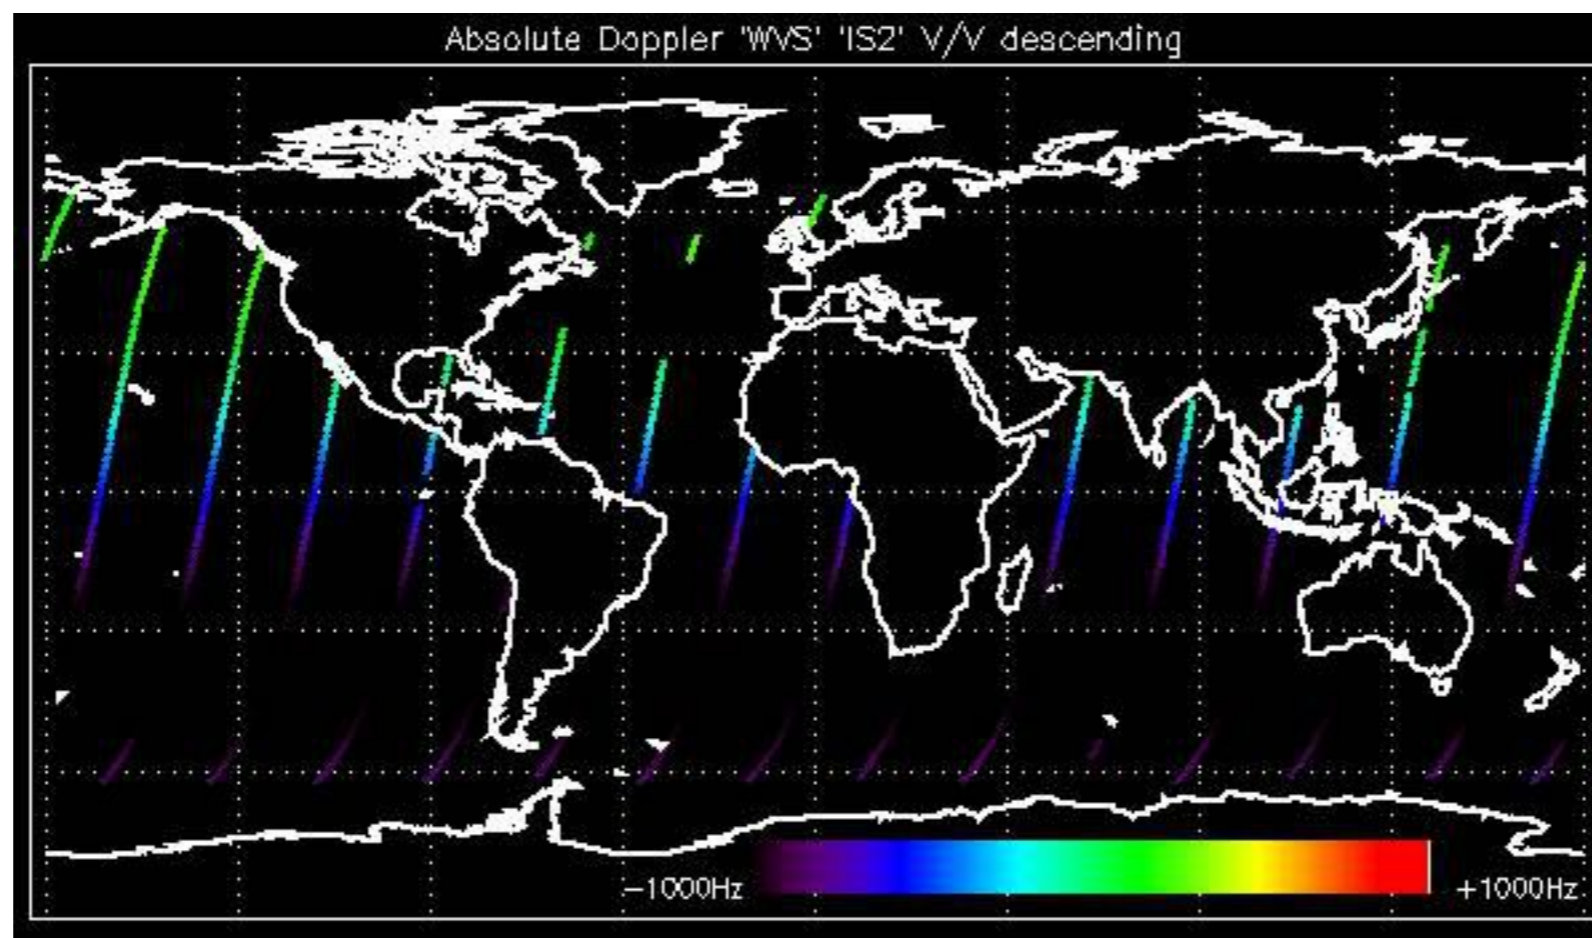 Absolute Doppler 'WVS' 'IS2' V/V descending
−1000Hz +1000Hz